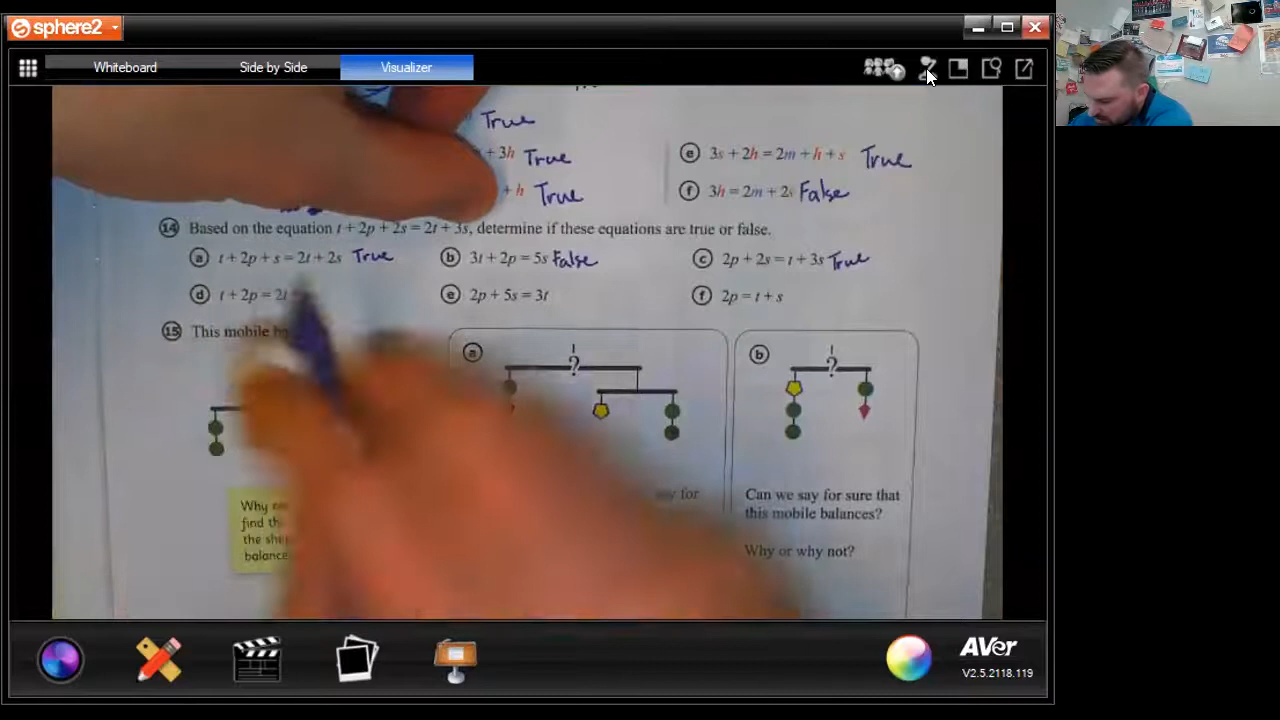 sphere2
Whiteboard Side by Side Visualizer
True
+ 3h True
e 3s + 2h = 2m + h + s True
+ h True
f 3h = 2m + 2s False
14 Based on the equation t + 2p + 2s = 2t + 3s, determine if these equations are true or false.
a t + 2p + s = 2t + 2s True b 3t + 2p = 5s False c 2p + 2s = t + 3s True
d t + 2p = 2t e 2p + 5s = 3t f 2p = t + s
15 This mobile
a
?
b
?
Why
find th
the sh
balance
for
Can we say for sure that
this mobile balances?
Why or why not?
AVer
V2.5.2118.119